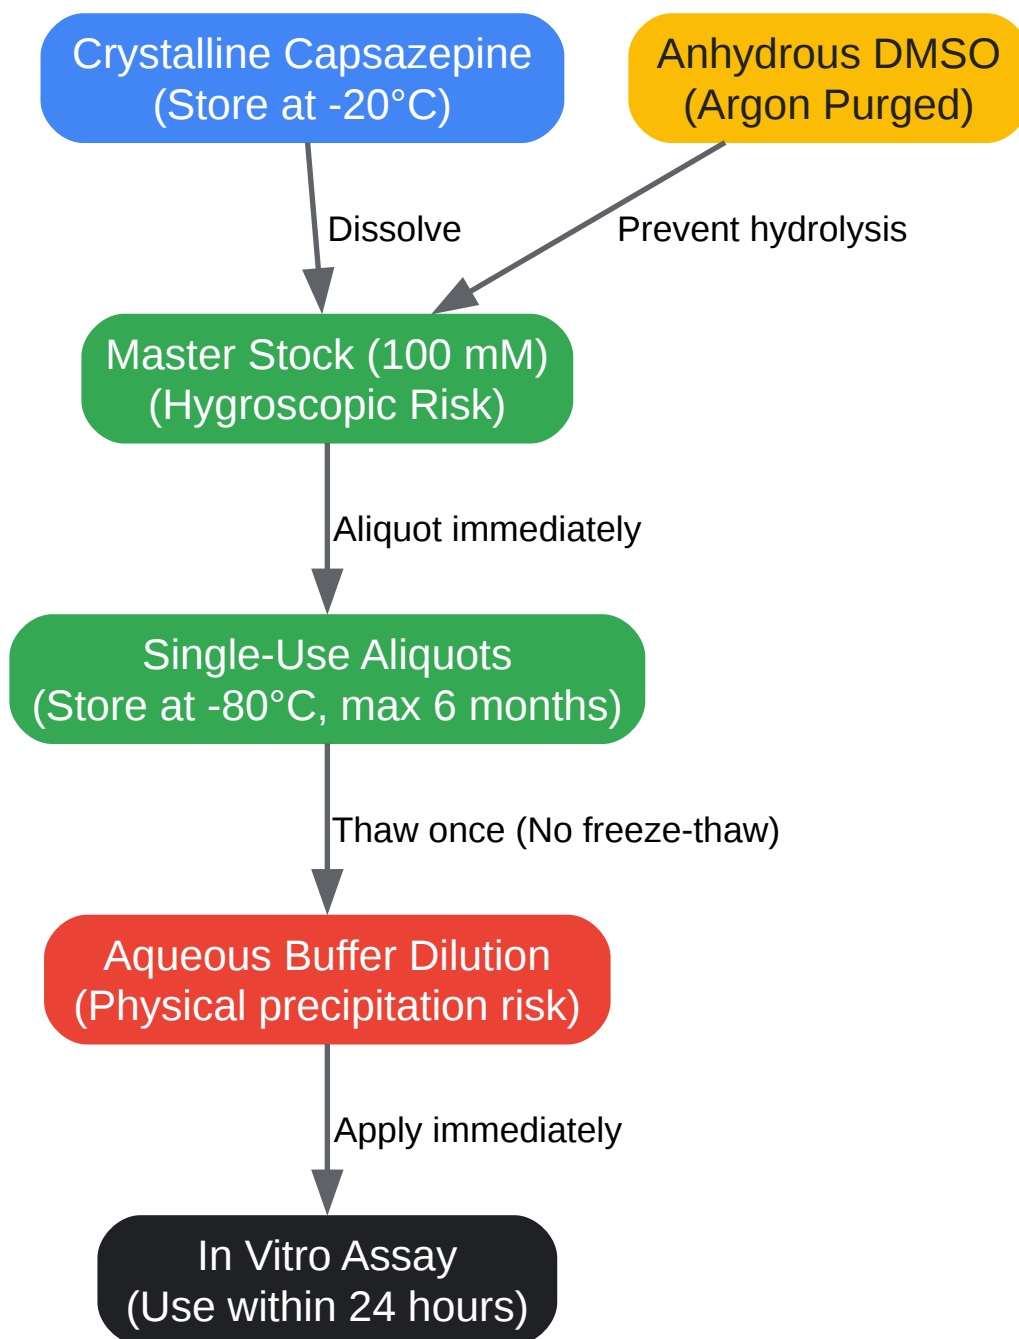 Crystalline Capsazepine
(Store at -20°C)
Anhydrous DMSO
(Argon Purged)
Dissolve
Prevent hydrolysis
Master Stock (100 mM)
(Hygroscopic Risk)
Aliquot immediately
Single-Use Aliquots
(Store at -80°C, max 6 months)
Thaw once (No freeze-thaw)
Aqueous Buffer Dilution
(Physical precipitation risk)
Apply immediately
In Vitro Assay
(Use within 24 hours)